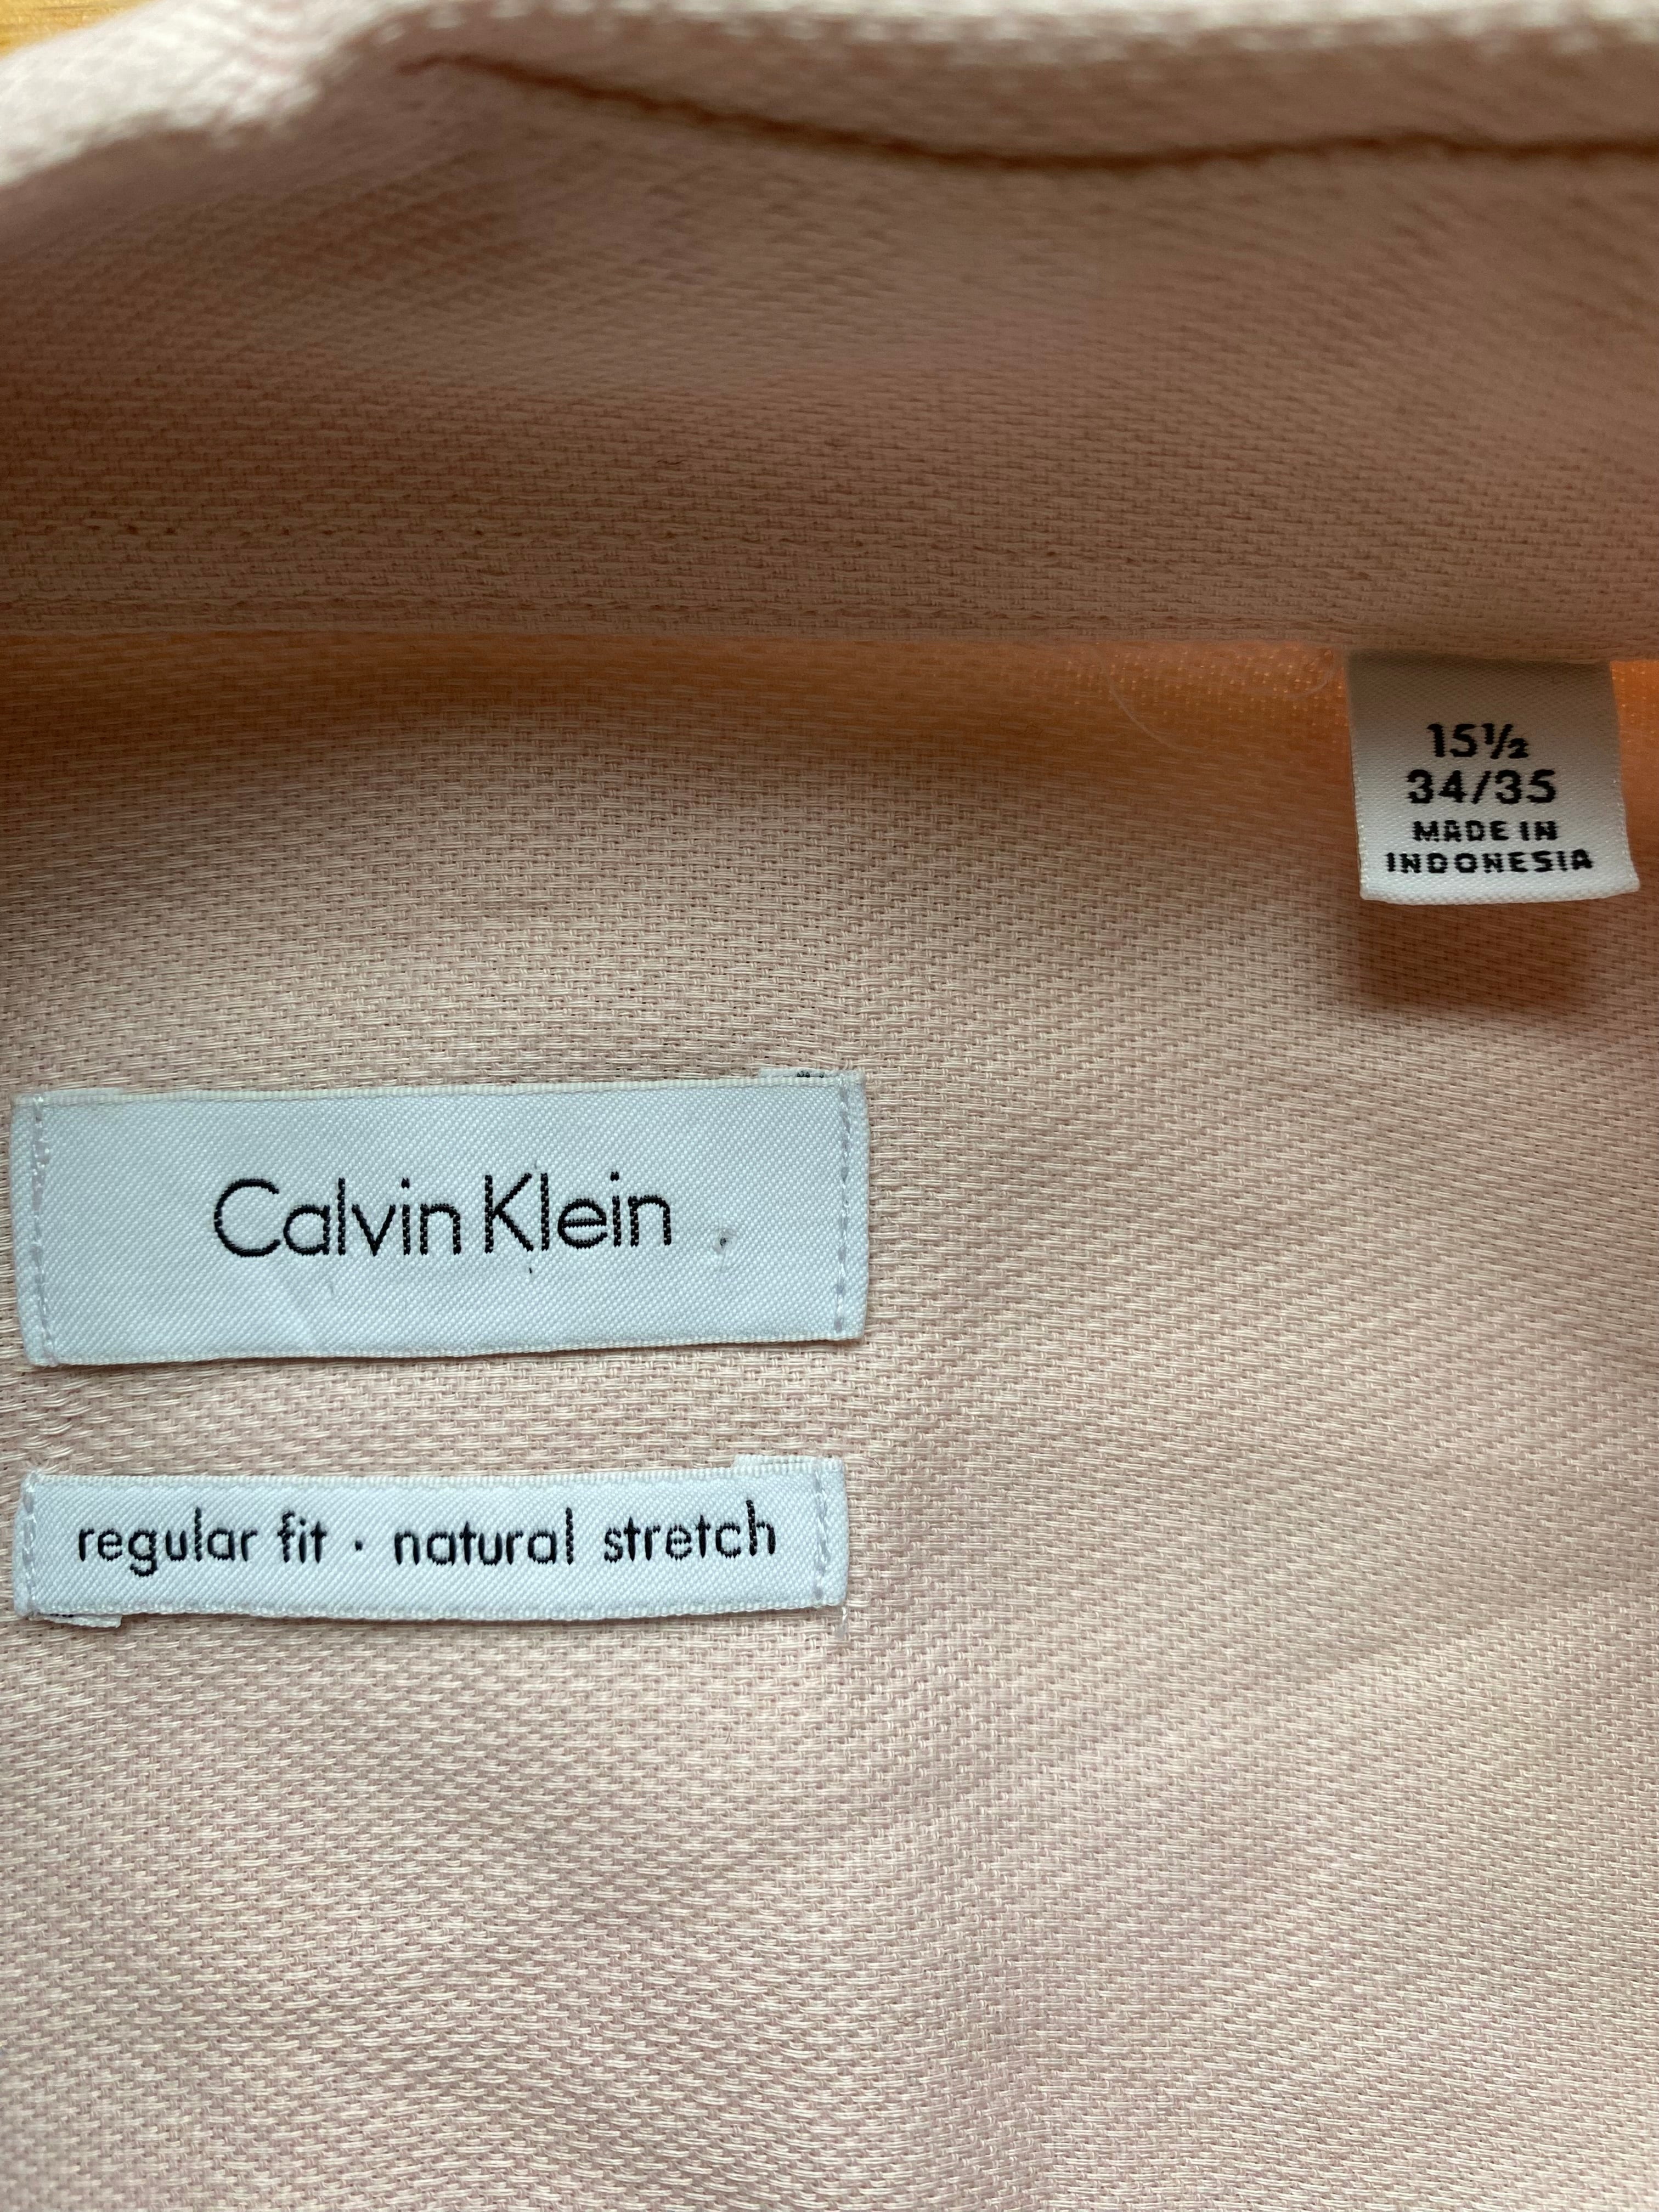 15½
34/35
MADE IN
INDONESIA
Calvin Klein
regular fit · natural stretch